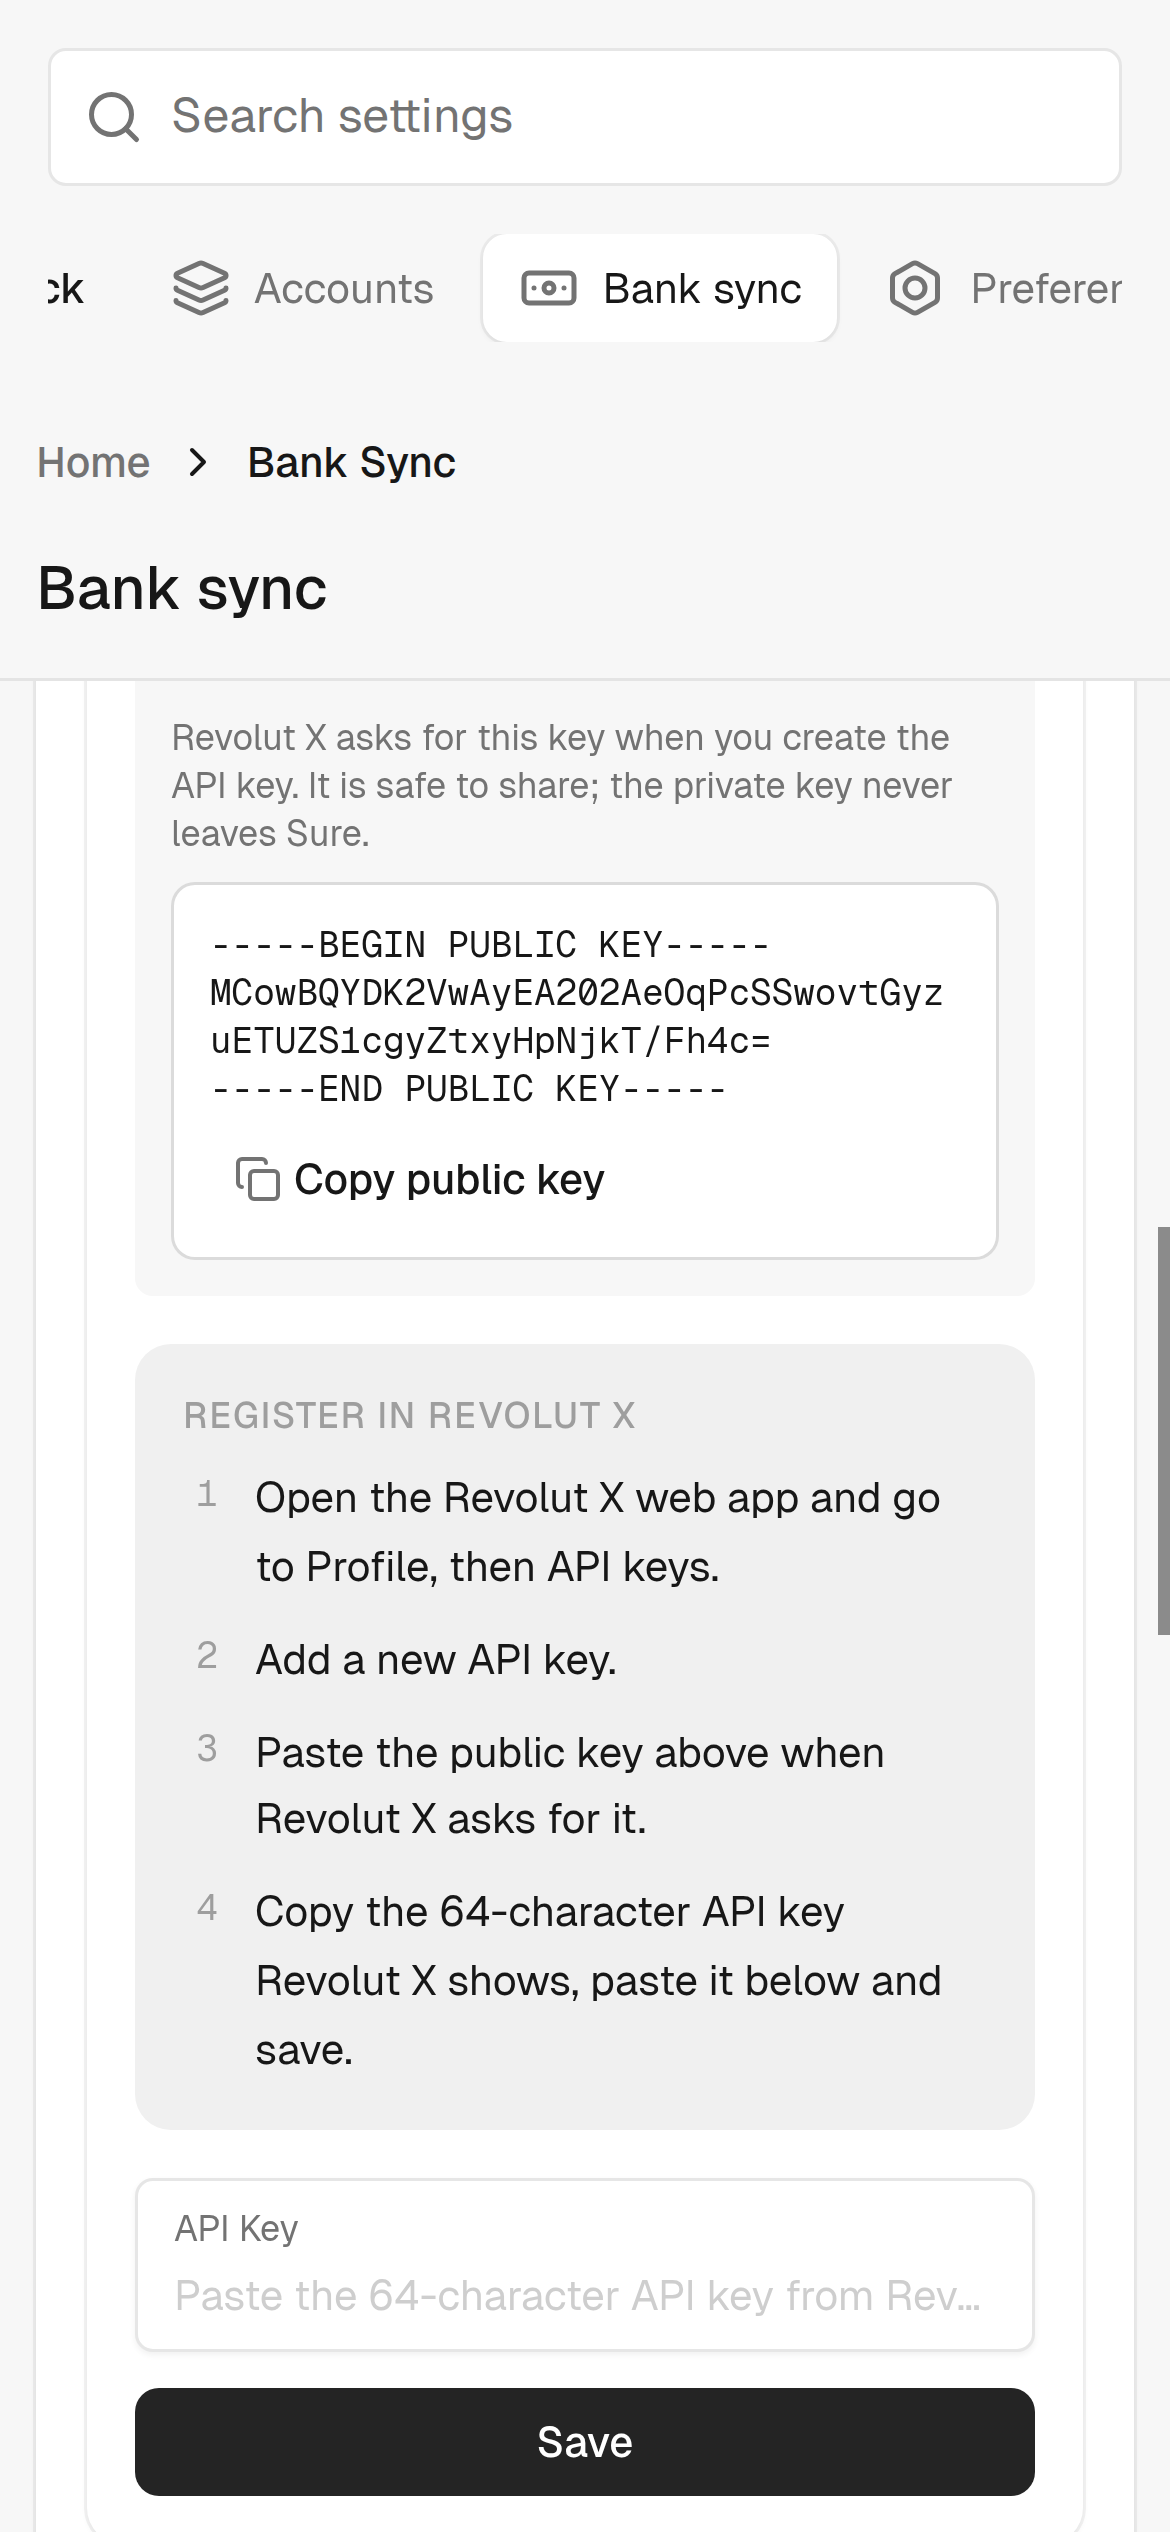 Search settings
ck
Accounts
Bank sync
Preferer
Home
Bank Sync
Bank sync
Revolut X asks for this key when you create the
API key. It is safe to share; the private key never
leaves Sure.
-----BEGIN PUBLIC KEY-----
MCowBQYDK2VwAyEA202AeOqPcSSwovtGyz
uETUZS1cgyZtxyHpNjkT/Fh4c=
-----END PUBLIC KEY-----
Copy public key
REGISTER IN REVOLUT X
1 Open the Revolut X web app and go
to Profile, then API keys.
2 Add a new API key.
3 Paste the public key above when
Revolut X asks for it.
4 Copy the 64-character API key
Revolut X shows, paste it below and
save.
API Key
Paste the 64-character API key from Rev...
Save